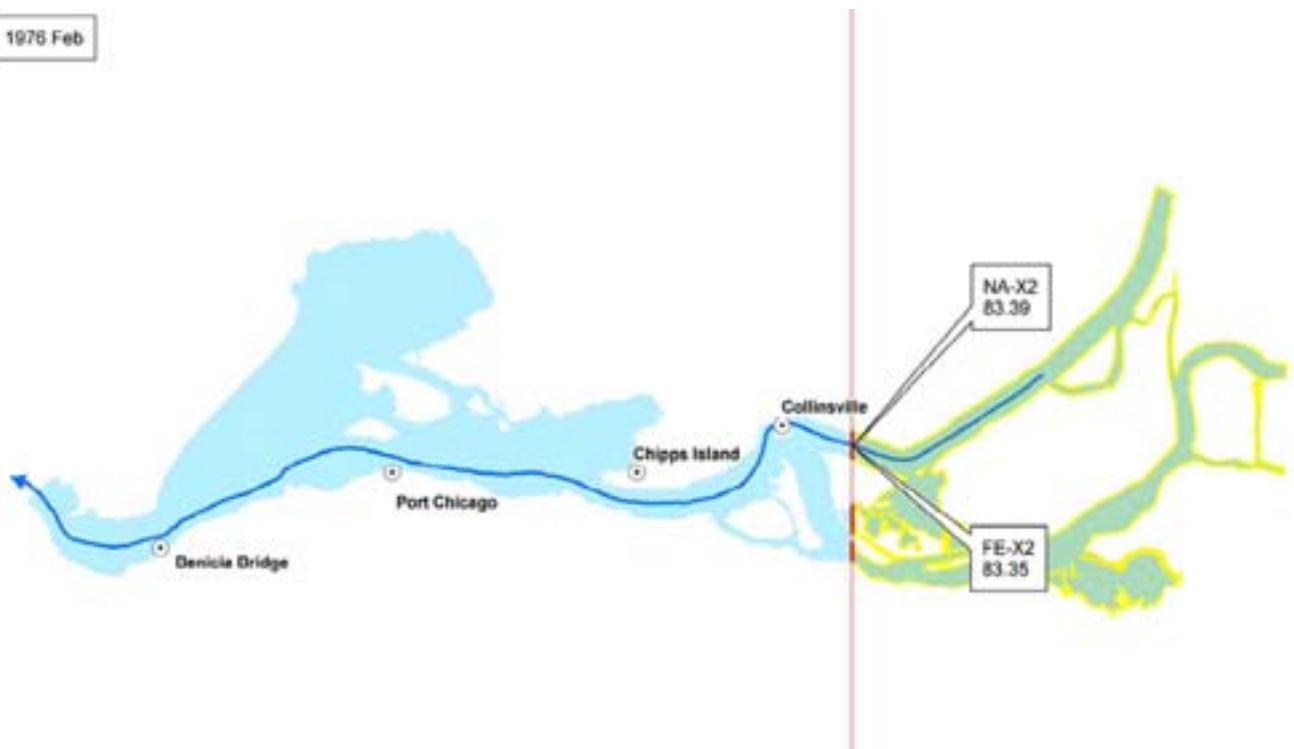 1976 Feb
NA-X2
83.39
Collinsville
Chipps Island
Port Chicago
FE-X2
83.35
Benicia Bridge